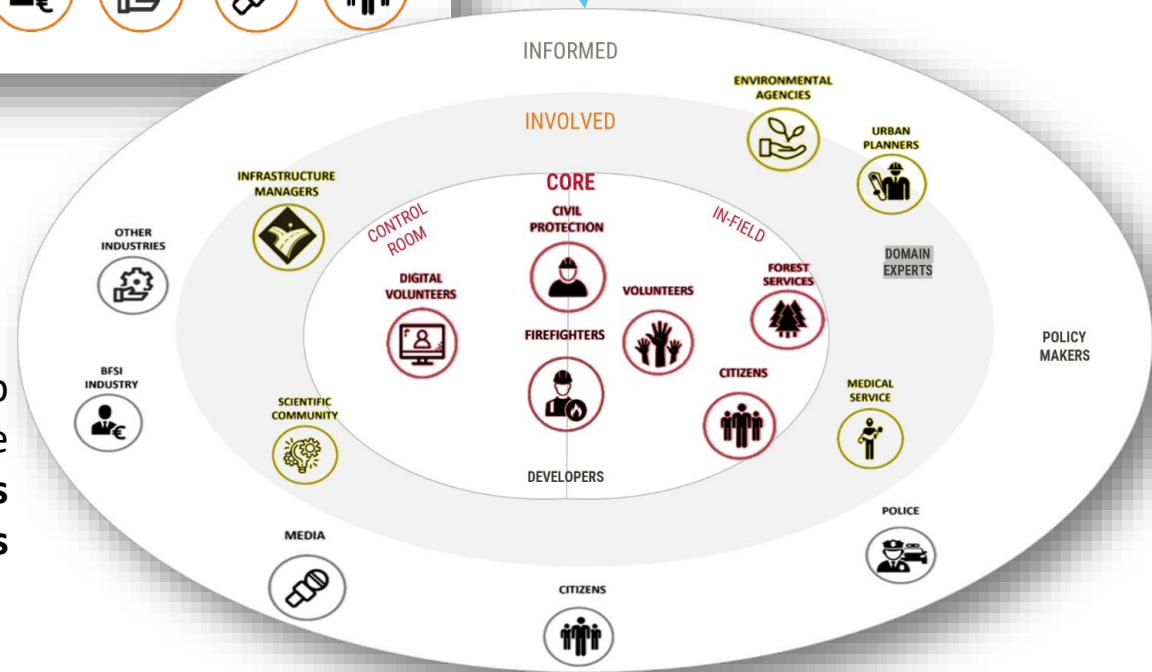 INFORMED
ENVIRONMENTAL
AGENCIES
INVOLVED
URBAN
PLANNERS
INFRASTRUCTURE
MANAGERS
CORE
CIVIL
PROTECTION
CONTROL
ROOM
IN-FIELD
OTHER
INDUSTRIES
DOMAIN
EXPERTS
DIGITAL
VOLUNTEERS
VOLUNTEERS
FOREST
SERVICES
FIREFIGHTERS
POLICY
MAKERS
BFSI
INDUSTRY
CITIZENS
MEDICAL
SERVICE
SCIENTIFIC
COMMUNITY
DEVELOPERS
POLICE
MEDIA
CITIZENS